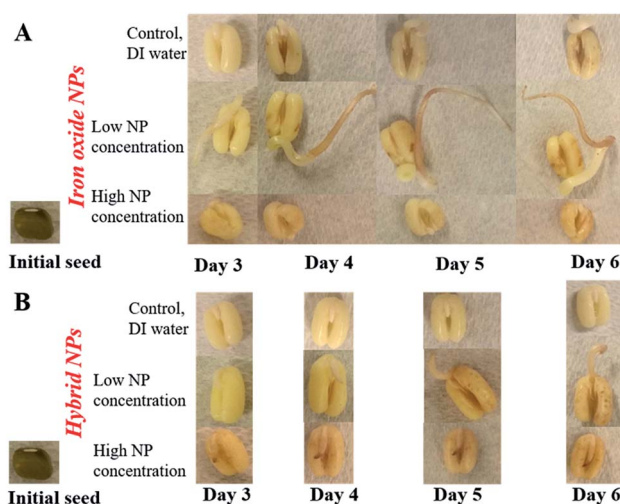 A
Iron oxide NPs
Control,
DI water
Low NP
concentration
High NP
concentration
Initial seed
Day 3
Day 4
Day 5
Day 6
B
Hybrid NPs
Control,
DI water
Low NP
concentration
High NP
concentration
Initial seed
Day 3
Day 4
Day 5
Day 6